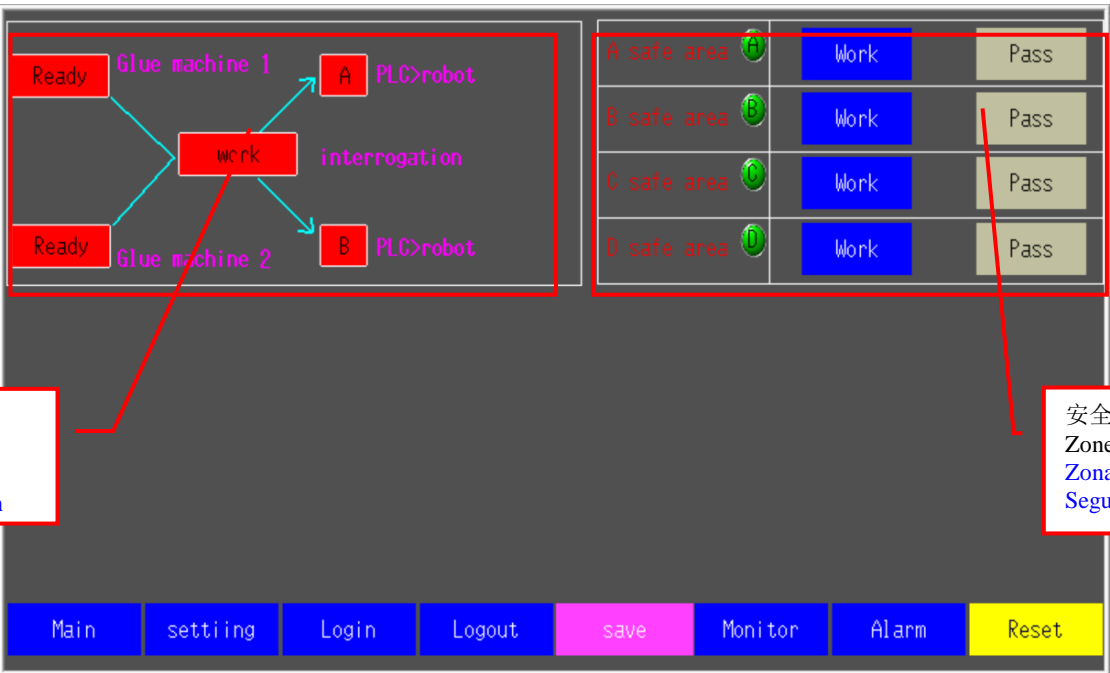 Ready
Glue machine 1
A
PLC>robot
work
interrogation
Ready
Glue machine 2
B
PLC>robot
A safe area
A
Work
Pass
B safe area
B
Work
Pass
C safe area
C
Work
Pass
D safe area
D
Work
Pass
安全
Zone
Zona
Segu
Main
settiing
Login
Logout
save
Monitor
Alarm
Reset